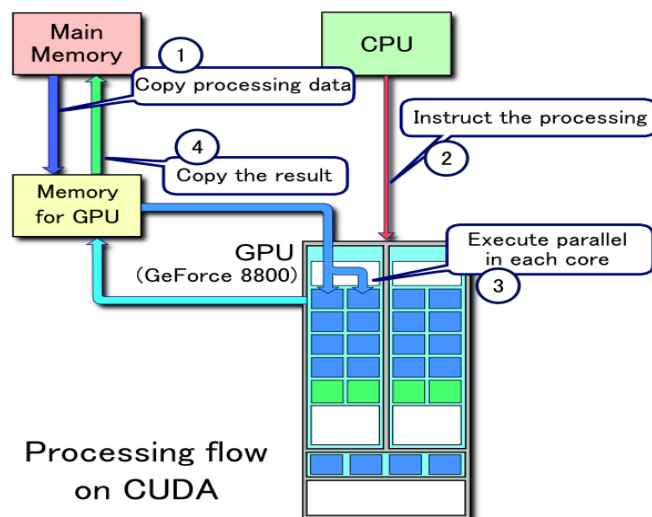 Main
Memory
CPU
1
Copy processing data
Instruct the processing
2
4
Copy the result
Memory
for GPU
GPU
(GeForce 8800)
Execute parallel
in each core
3
Processing flow
on CUDA